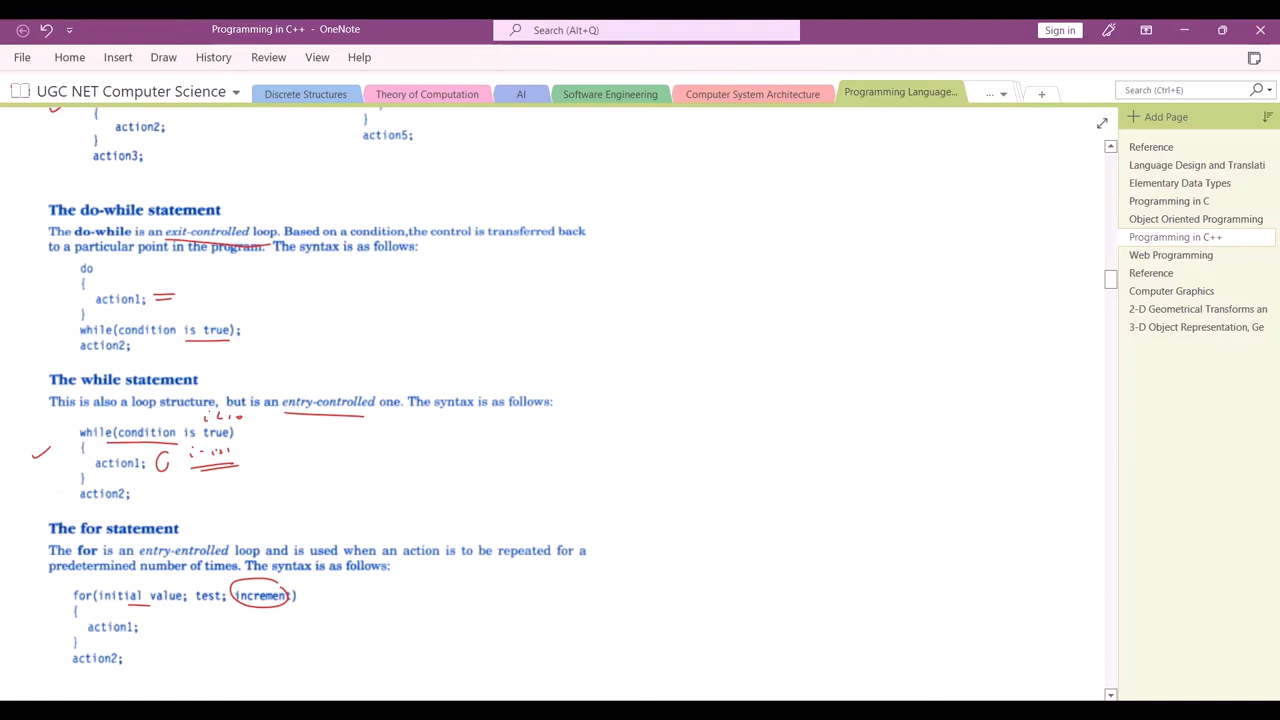 Programming in C++ - OneNote
Search (Alt+Q)
Sign in
File Home Insert Draw History Review View Help
UGC NET Computer Science
Discrete Structures Theory of Computation AI Software Engineering Computer System Architecture Programming Language... ...
Search (Ctrl+E)
Add Page
Reference
Language Design and Translati
Elementary Data Types
Programming in C
Object Oriented Programming
Programming in C++
Web Programming
Reference
Computer Graphics
2-D Geometrical Transforms an
3-D Object Representation, Ge
{
action2;
}
action3;
}
action5;
The do-while statement
The do-while is an exit-controlled loop. Based on a condition,the control is transferred back
to a particular point in the program. The syntax is as follows:
do
{
action1;
}
while(condition is true);
action2;
The while statement
This is also a loop structure, but is an entry-controlled one. The syntax is as follows:
i<10
while(condition is true)
{
action1;
}
action2;
The for statement
The for is an entry-entrolled loop and is used when an action is to be repeated for a
predetermined number of times. The syntax is as follows:
for(initial value; test; increment)
{
action1;
}
action2;